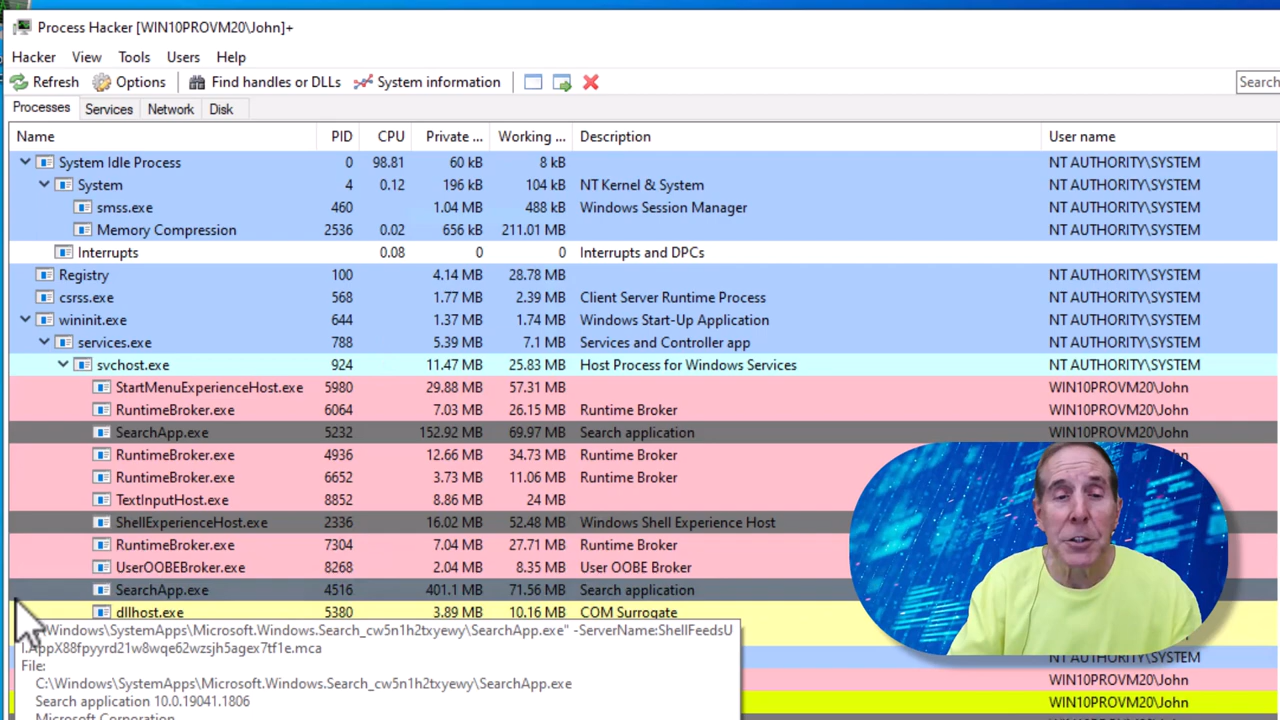 Process Hacker [WIN10PROVM20\John]+
Hacker View Tools Users Help
Refresh Options Find handles or DLLs System information Search
Processes Services Network Disk
Name PID CPU Private ... Working ... Description User name
System Idle Process 0 98.81 60 kB 8 kB NT AUTHORITY\SYSTEM
System 4 0.12 196 kB 104 kB NT Kernel & System NT AUTHORITY\SYSTEM
smss.exe 460 1.04 MB 488 kB Windows Session Manager NT AUTHORITY\SYSTEM
Memory Compression 2536 0.02 656 kB 211.01 MB NT AUTHORITY\SYSTEM
Interrupts 0.08 0 0 Interrupts and DPCs
Registry 100 4.14 MB 28.78 MB NT AUTHORITY\SYSTEM
csrss.exe 568 1.77 MB 2.39 MB Client Server Runtime Process NT AUTHORITY\SYSTEM
wininit.exe 644 1.37 MB 1.74 MB Windows Start-Up Application NT AUTHORITY\SYSTEM
services.exe 788 5.39 MB 7.1 MB Services and Controller app NT AUTHORITY\SYSTEM
svchost.exe 924 11.47 MB 25.83 MB Host Process for Windows Services NT AUTHORITY\SYSTEM
StartMenuExperienceHost.exe 5980 29.88 MB 57.31 MB WIN10PROVM20\John
RuntimeBroker.exe 6064 7.03 MB 26.15 MB Runtime Broker WIN10PROVM20\John
SearchApp.exe 5232 152.92 MB 69.97 MB Search application WIN10PROVM20\John
RuntimeBroker.exe 4936 12.66 MB 34.73 MB Runtime Broker
RuntimeBroker.exe 6652 3.73 MB 11.06 MB Runtime Broker
TextInputHost.exe 8852 8.86 MB 24 MB
ShellExperienceHost.exe 2336 16.02 MB 52.48 MB Windows Shell Experience Host
RuntimeBroker.exe 7304 7.04 MB 27.71 MB Runtime Broker
UserOOBEBroker.exe 8268 2.04 MB 8.35 MB User OOBE Broker
SearchApp.exe 4516 401.1 MB 71.56 MB Search application
dllhost.exe 5380 3.89 MB 10.16 MB COM Surrogate
Windows\SystemApps\Microsoft.Windows.Search_cw5n1h2txyewy\SearchApp.exe" -ServerName:ShellFeedsU
I.AppX88fpyyrd21w8wqe62wzsjh5agex7tf1e.mca
File:
C:\Windows\SystemApps\Microsoft.Windows.Search_cw5n1h2txyewy\SearchApp.exe
Search application 10.0.19041.1806
Microsoft Corporation
NT AUTHORITY\SYSTEM
WIN10PROVM20\John
WIN10PROVM20\John